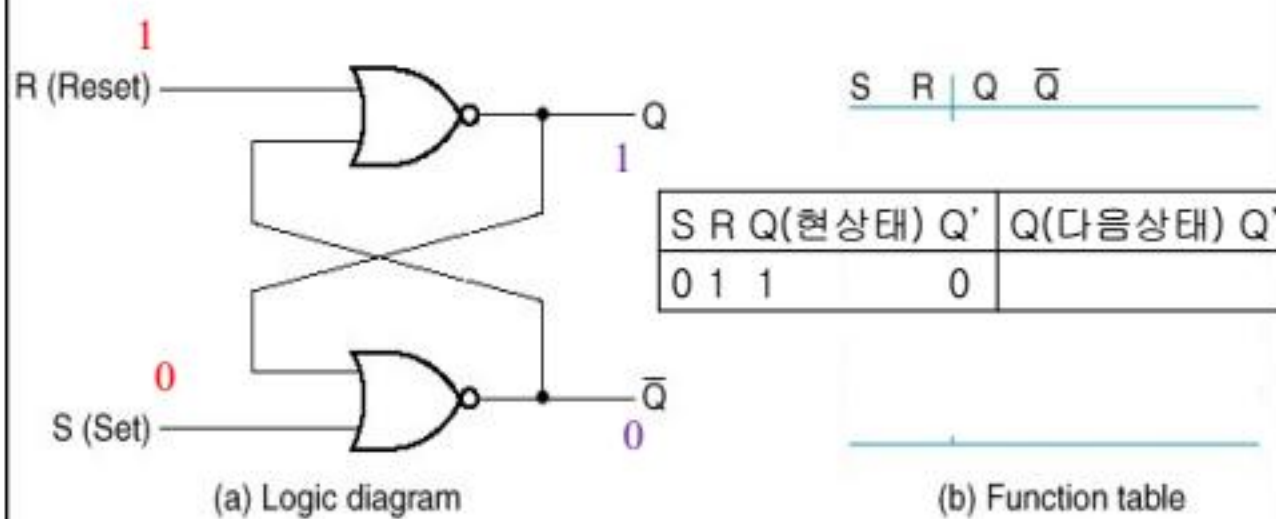 1
R (Reset)
Q
1
0
S (Set)
Q̅
0
(a) Logic diagram
S R Q Q̅
S R Q(현상태) Q' Q(다음상태) Q'
0 1 1 0
(b) Function table